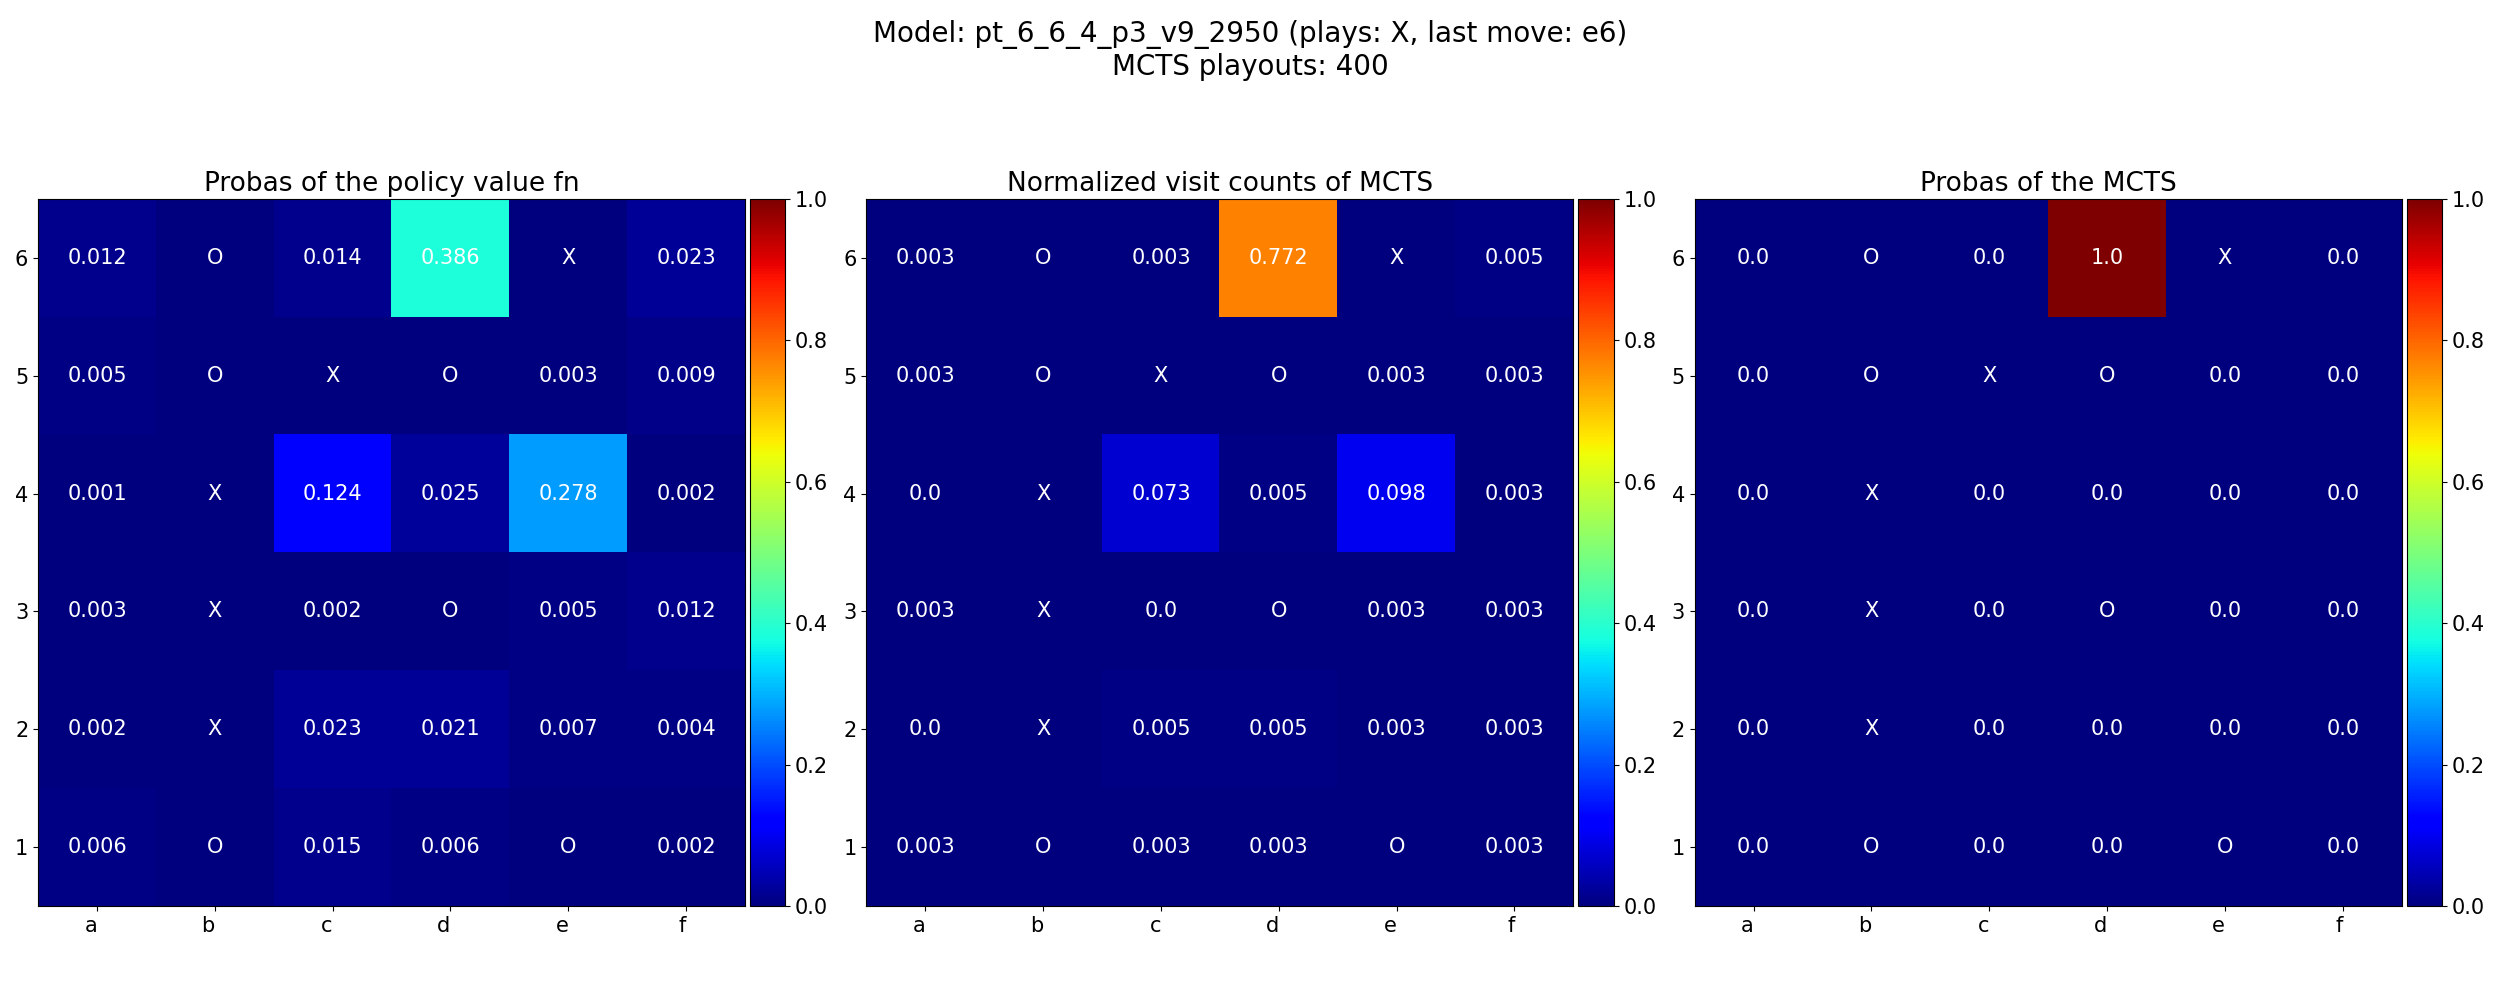 Model: pt_6_6_4_p3_v9_2950 (plays: X, last move: e6)
MCTS playouts: 400
Probas of the policy value fn
6 0.012 O 0.014 0.386 X 0.023
5 0.005 O X O 0.003 0.009
4 0.001 X 0.124 0.025 0.278 0.002
3 0.003 X 0.002 O 0.005 0.012
2 0.002 X 0.023 0.021 0.007 0.004
1 0.006 O 0.015 0.006 O 0.002
a b c d e f
1.0
0.8
0.6
0.4
0.2
0.0
Normalized visit counts of MCTS
6 0.003 O 0.003 0.772 X 0.005
5 0.003 O X O 0.003 0.003
4 0.0 X 0.073 0.005 0.098 0.003
3 0.003 X 0.0 O 0.003 0.003
2 0.0 X 0.005 0.005 0.003 0.003
1 0.003 O 0.003 0.003 O 0.003
a b c d e f
1.0
0.8
0.6
0.4
0.2
0.0
Probas of the MCTS
6 0.0 O 0.0 1.0 X 0.0
5 0.0 O X O 0.0 0.0
4 0.0 X 0.0 0.0 0.0 0.0
3 0.0 X 0.0 O 0.0 0.0
2 0.0 X 0.0 0.0 0.0 0.0
1 0.0 O 0.0 0.0 O 0.0
a b c d e f
1.0
0.8
0.6
0.4
0.2
0.0